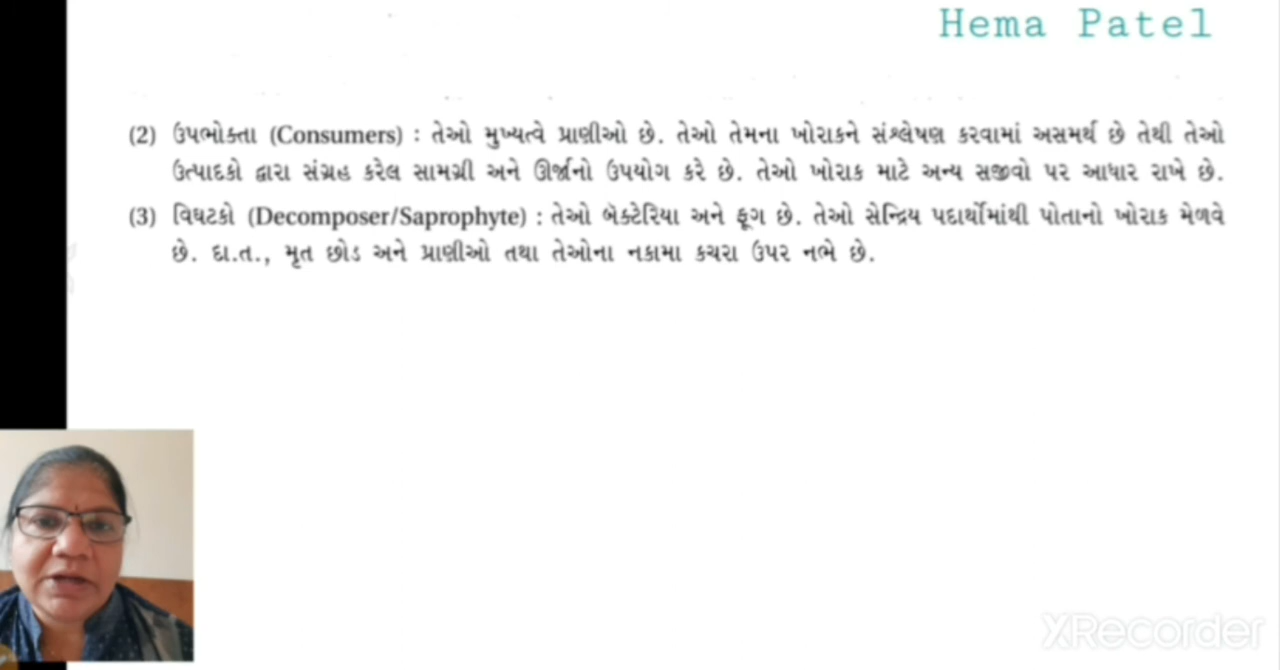 Hema Patel
(2) ઉપભોક્તા (Consumers) : તેઓ મુખ્યત્વે પ્રાણીઓ છે. તેઓ તેમના ખોરાકને સંશ્લેષણ કરવામાં અસમર્થ છે તેથી તેઓ
ઉત્પાદકો દ્વારા સંગ્રહ કરેલ સામગ્રી અને ઊર્જાનો ઉપયોગ કરે છે. તેઓ ખોરાક માટે અન્ય સજીવો પર આધાર રાખે છે.
(3) વિઘટકો (Decomposer/Saprophyte) : તેઓ બૅક્ટેરિયા અને ફૂગ છે. તેઓ સેન્દ્રિય પદાર્થોમાંથી પોતાનો ખોરાક મેળવે
છે. દા.ત., મૃત છોડ અને પ્રાણીઓ તથા તેઓના નકામા કચરા ઉપર નભે છે.
XRecorder